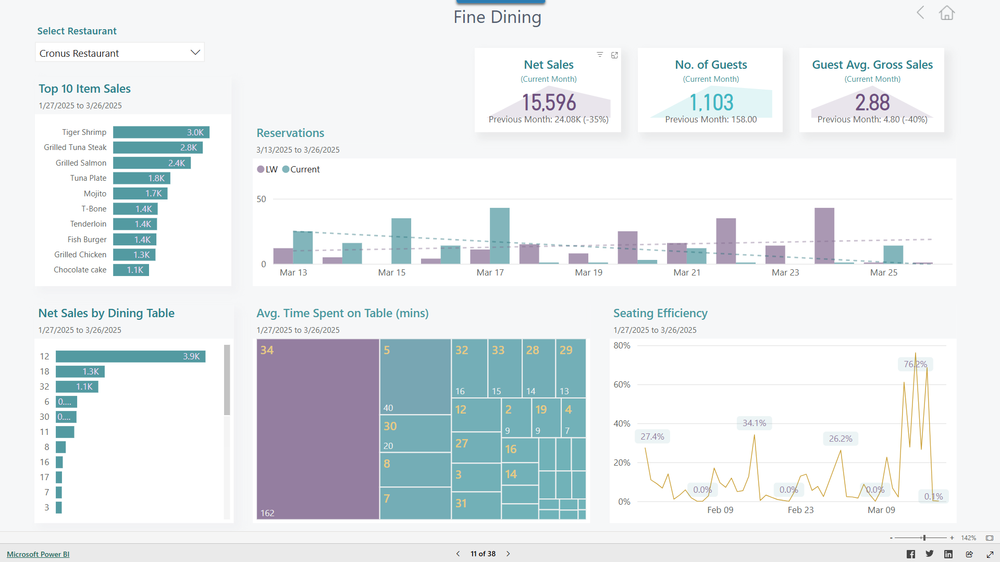 Fine Dining
Select Restaurant
Cronus Restaurant
Net Sales
(Current Month)
15,596
Previous Month: 24.08K (-35%)
No. of Guests
(Current Month)
1,103
Previous Month: 158.00
Guest Avg. Gross Sales
(Current Month)
2.88
Previous Month: 4.80 (-40%)
Top 10 Item Sales
1/27/2025 to 3/26/2025
Tiger Shrimp 3.0K
Grilled Tuna Steak 2.8K
Grilled Salmon 2.4K
Tuna Plate 1.8K
Mojito 1.7K
T-Bone 1.4K
Tenderloin 1.4K
Fish Burger 1.4K
Grilled Chicken 1.3K
Chocolate cake 1.1K
Reservations
3/13/2025 to 3/26/2025
LW Current
50
0
Mar 13 Mar 15 Mar 17 Mar 19 Mar 21 Mar 23 Mar 25
Net Sales by Dining Table
1/27/2025 to 3/26/2025
12 3.9K
18 1.3K
32 1.1K
6 0....
30 0....
11
8
16
17
7
3
Avg. Time Spent on Table (mins)
1/27/2025 to 3/26/2025
34
162
5
40
30
20
8
7
32
16
33
15
28
14
29
13
12
27
3
31
2
9
19
9
4
7
16
14
Seating Efficiency
1/27/2025 to 3/26/2025
80%
60%
40%
20%
0%
27.4%
0.0%
34.1%
0.0%
26.2%
0.0%
76.2%
0.1%
Feb 09 Feb 23 Mar 09
- + 142%
Microsoft Power BI
11 of 38